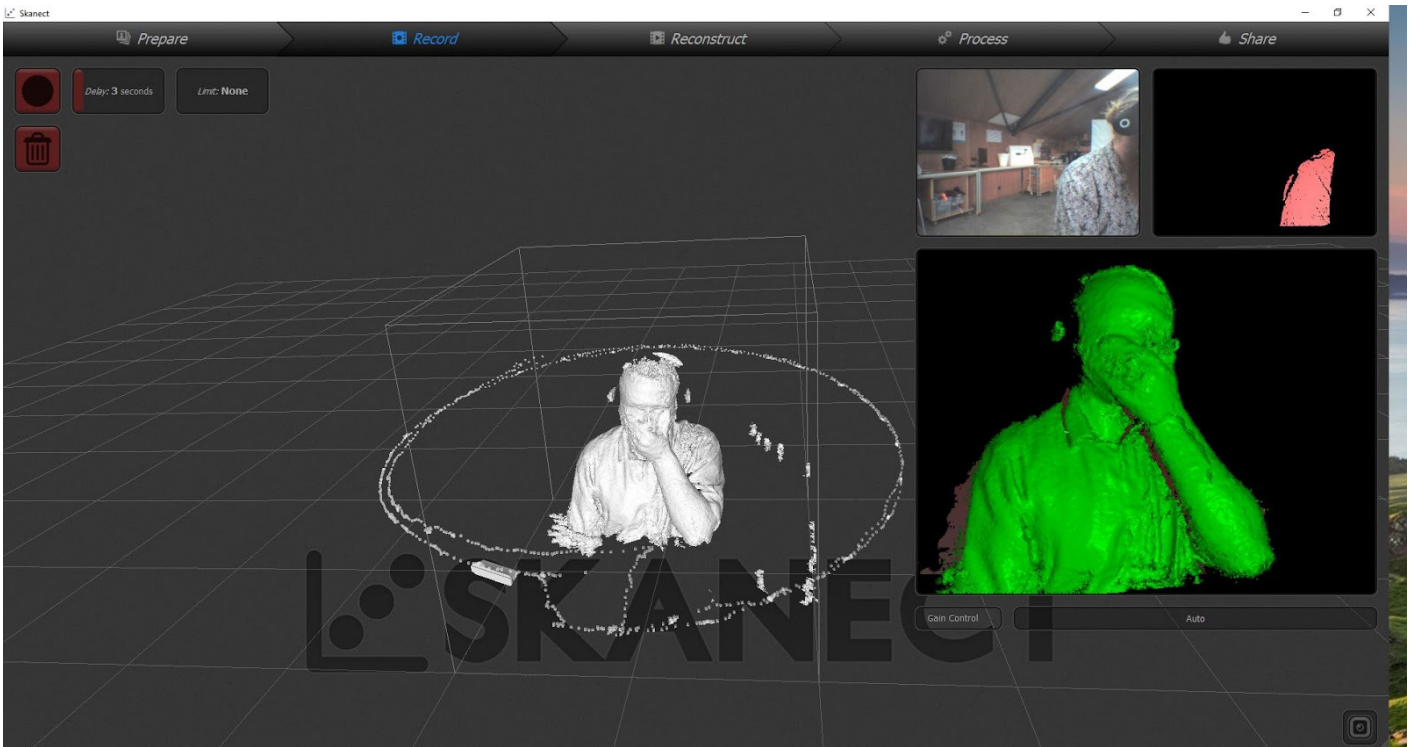 Skanect
Prepare
Record
Reconstruct
Process
Share
Delay: 3 seconds
Limit: None
SKANECT
Gain Control
Auto